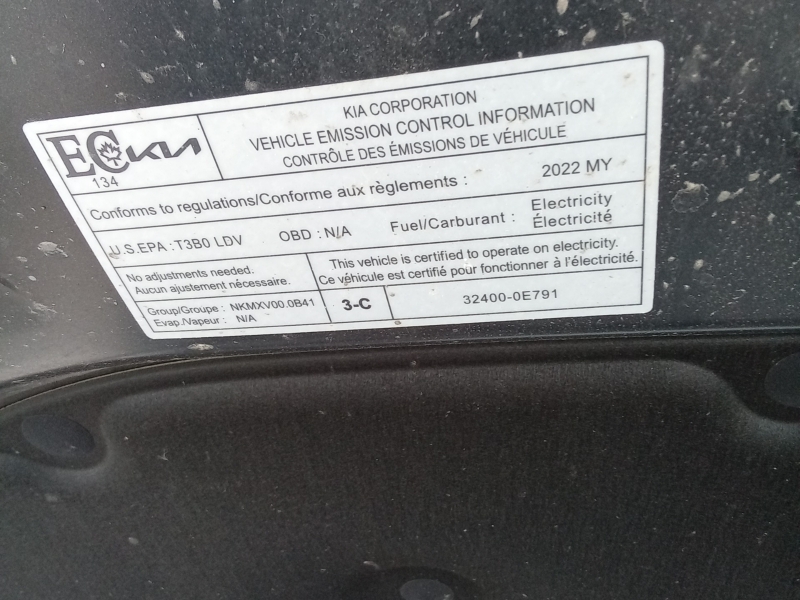 EC KIA
134
KIA CORPORATION
VEHICLE EMISSION CONTROL INFORMATION
CONTRÔLE DES ÉMISSIONS DE VÉHICULE
Conforms to regulations/Conforme aux règlements : 2022 MY
U.S.EPA : T3B0 LDV OBD : N/A Fuel/Carburant : Electricity
Électricité
No adjustments needed.
Aucun ajustement nécessaire.
This vehicle is certified to operate on electricity.
Ce véhicule est certifié pour fonctionner à l'électricité.
Group/Groupe : NKMXV00.0B41
Evap./Vapeur : N/A
3-C
32400-0E791